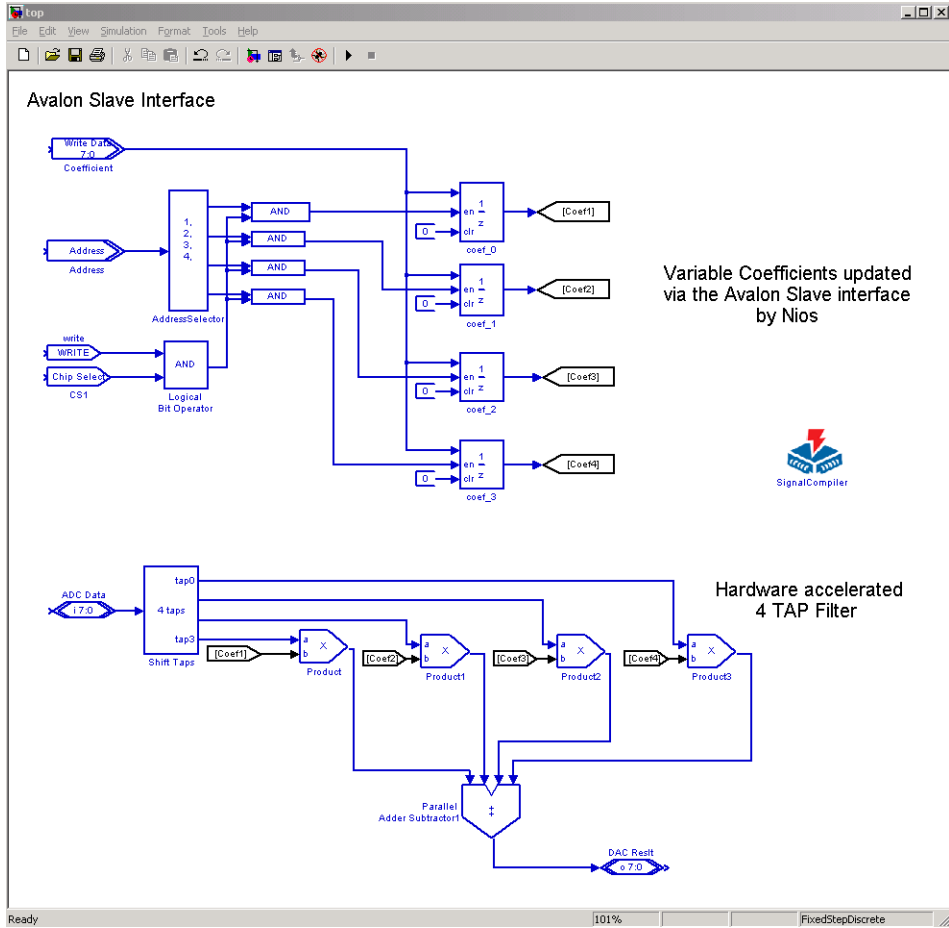 top
File Edit View Simulation Format Tools Help
Avalon Slave Interface
Write Data
7:0
Coefficient
Address
Address
1,
2,
3,
4,
AddressSelector
AND
AND
AND
AND
write
WRITE
Chip Select
CS1
AND
Logical
Bit Operator
en
1
z
0
clr
coef_0
[Coef1]
en
1
z
0
clr
coef_1
[Coef2]
en
1
z
0
clr
coef_2
[Coef3]
en
1
z
0
clr
coef_3
[Coef4]
Variable Coefficients updated
via the Avalon Slave interface
by Nios
SignalCompiler
Hardware accelerated
4 TAP Filter
ADC Data
i 7:0
tap0
4 taps
tap3
Shift Taps
[Coef1]
a
b
X
Product
[Coef2]
a
b
X
Product1
[Coef3]
a
b
X
Product2
[Coef4]
a
b
X
Product3
Parallel
Adder Subtractor1
DAC Reslt
o 7:0
Ready 101% FixedStepDiscrete